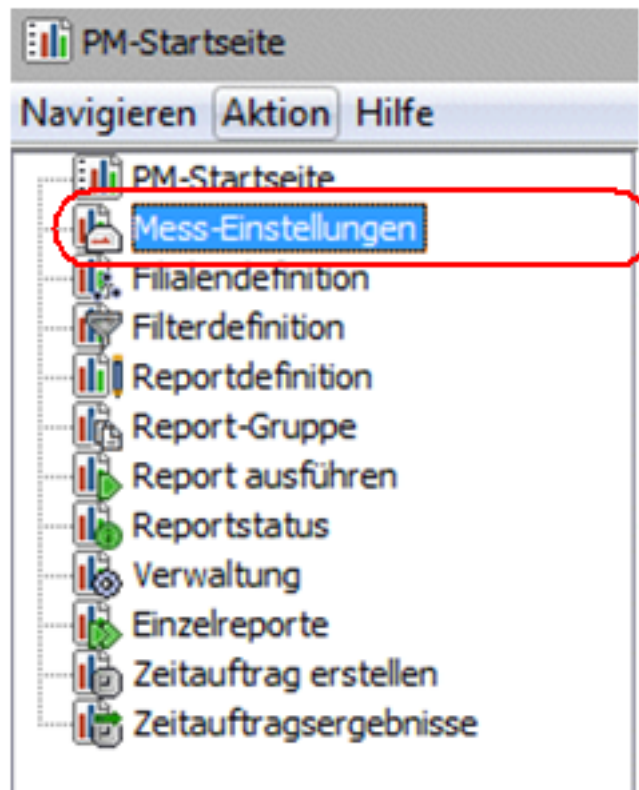 PM-Startseite
Navigieren Aktion Hilfe
PM-Startseite
Mess-Einstellungen
Filialendefinition
Filterdefinition
Reportdefinition
Report-Gruppe
Report ausführen
Reportstatus
Verwaltung
Einzelreporte
Zeitauftrag erstellen
Zeitauftragsergebnisse